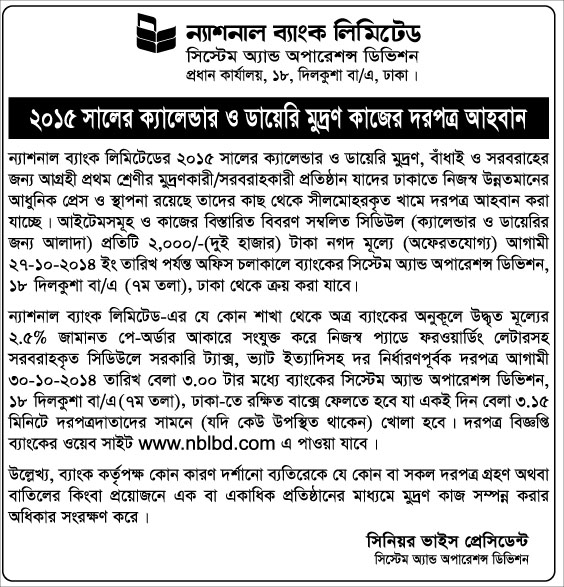 ন্যাশনাল ব্যাংক লিমিটেড
সিস্টেম অ্যান্ড অপারেশন্স ডিভিশন
প্রধান কার্যালয়, ১৮, দিলকুশা বা/এ, ঢাকা।
২০১৫ সালের ক্যালেন্ডার ও ডায়েরি মুদ্রণ কাজের দরপত্র আহবান
ন্যাশনাল ব্যাংক লিমিটেডের ২০১৫ সালের ক্যালেন্ডার ও ডায়েরি মুদ্রণ, বাঁধাই ও সরবরাহের
জন্য আগ্রহী প্রথম শ্রেণীর মুদ্রণকারী/সরবরাহকারী প্রতিষ্ঠান যাদের ঢাকাতে নিজস্ব উন্নতমানের
আধুনিক প্রেস ও স্থাপনা রয়েছে তাদের কাছ থেকে সীলমোহরকৃত খামে দরপত্র আহবান করা
যাচ্ছে। আইটেমসমূহ ও কাজের বিস্তারিত বিবরণ সম্বলিত সিডিউল (ক্যালেন্ডার ও ডায়েরির
জন্য আলাদা) প্রতিটি ২,০০০/-(দুই হাজার) টাকা নগদ মূল্যে (অফেরতযোগ্য) আগামী
২৭-১০-২০১৪ ইং তারিখ পর্যন্ত অফিস চলাকালে ব্যাংকের সিস্টেম অ্যান্ড অপারেশন্স ডিভিশন,
১৮ দিলকুশা বা/এ (৭ম তলা), ঢাকা থেকে ক্রয় করা যাবে।
ন্যাশনাল ব্যাংক লিমিটেড-এর যে কোন শাখা থেকে অত্র ব্যাংকের অনুকূলে উদ্ধৃত মূল্যের
২.৫% জামানত পে-অর্ডার আকারে সংযুক্ত করে নিজস্ব প্যাডে ফরওয়ার্ডিং লেটারসহ
সরবরাহকৃত সিডিউলে সরকারি ট্যাক্স, ভ্যাট ইত্যাদিসহ দর নির্ধারণপূর্বক দরপত্র আগামী
৩০-১০-২০১৪ তারিখ বেলা ৩.০০ টার মধ্যে ব্যাংকের সিস্টেম অ্যান্ড অপারেশন্স ডিভিশন,
১৮ দিলকুশা বা/এ(৭ম তলা), ঢাকা-তে রক্ষিত বাক্সে ফেলতে হবে যা একই দিন বেলা ৩.১৫
মিনিটে দরপত্রদাতাদের সামনে (যদি কেউ উপস্থিত থাকেন) খোলা হবে। দরপত্র বিজ্ঞপ্তি
ব্যাংকের ওয়েব সাইট www.nblbd.com এ পাওয়া যাবে।
উল্লেখ্য, ব্যাংক কর্তৃপক্ষ কোন কারণ দর্শানো ব্যতিরেকে যে কোন বা সকল দরপত্র গ্রহণ অথবা
বাতিলের কিংবা প্রয়োজনে এক বা একাধিক প্রতিষ্ঠানের মাধ্যমে মুদ্রণ কাজ সম্পন্ন করার
অধিকার সংরক্ষণ করে।
সিনিয়র ভাইস প্রেসিডেন্ট
সিস্টেম অ্যান্ড অপারেশন্স ডিভিশন